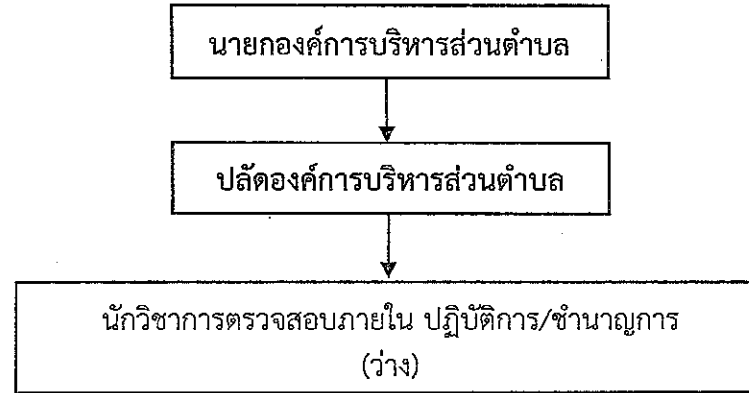 นายกองค์การบริหารส่วนตำบล
ปลัดองค์การบริหารส่วนตำบล
นักวิชาการตรวจสอบภายใน ปฏิบัติการ/ชำนาญการ
(ว่าง)